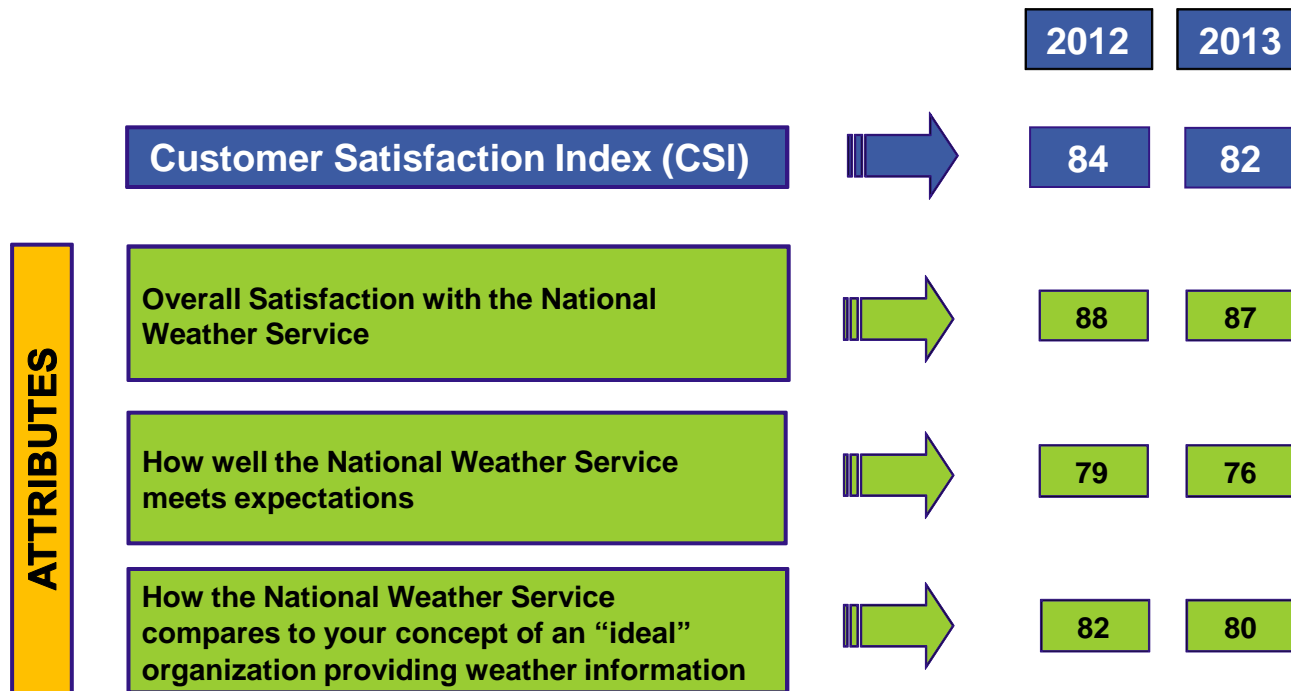 2012 2013
Customer Satisfaction Index (CSI) 84 82
ATTRIBUTES
Overall Satisfaction with the National
Weather Service
88 87
How well the National Weather Service
meets expectations
79 76
How the National Weather Service
compares to your concept of an “ideal”
organization providing weather information
82 80